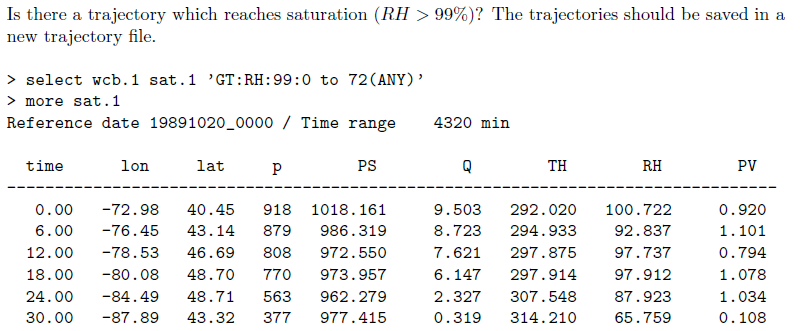 Is there a trajectory which reaches saturation (RH > 99%)? The trajectories should be saved in a
new trajectory file.
> select wcb.1 sat.1 ’GT:RH:99:0 to 72(ANY)’
> more sat.1
Reference date 19891020_0000 / Time range    4320 min
time lon lat p PS Q TH RH PV
-----------------------------------------------------------------------------
0.00 -72.98 40.45 918 1018.161 9.503 292.020 100.722 0.920
6.00 -76.45 43.14 879 986.319 8.723 294.933 92.837 1.101
12.00 -78.53 46.69 808 972.550 7.621 297.875 97.737 0.794
18.00 -80.08 48.70 770 973.957 6.147 297.914 97.912 1.078
24.00 -84.49 48.71 563 962.279 2.327 307.548 87.923 1.034
30.00 -87.89 43.32 377 977.415 0.319 314.210 65.759 0.108